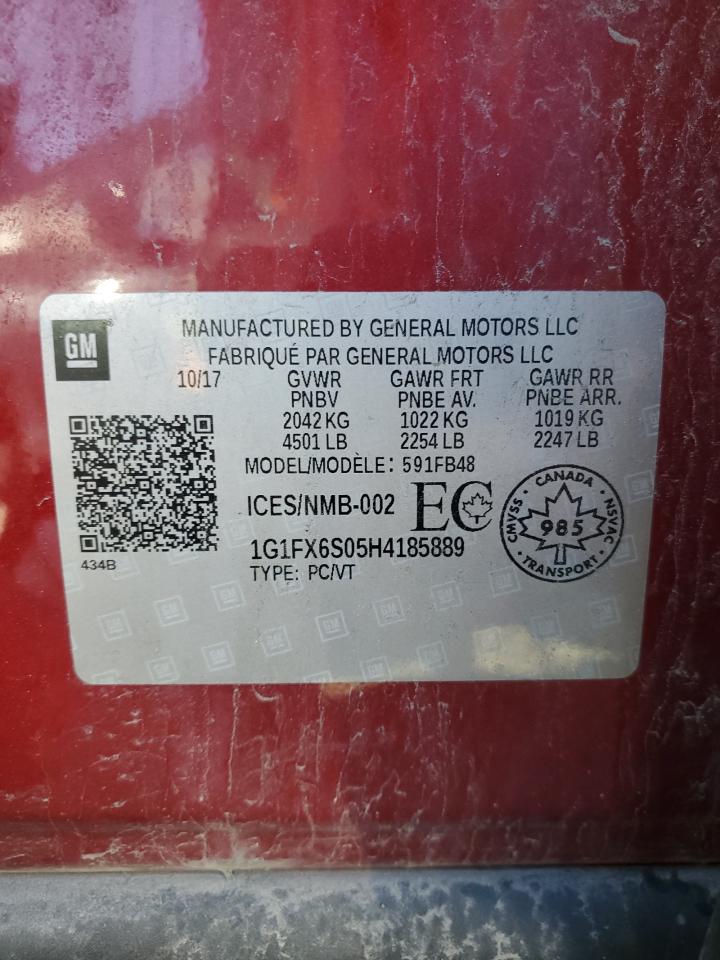 GM
MANUFACTURED BY GENERAL MOTORS LLC
FABRIQUÉ PAR GENERAL MOTORS LLC
10/17 GVWR GAWR FRT GAWR RR
PNBV PNBE AV. PNBE ARR.
2042 KG 1022 KG 1019 KG
4501 LB 2254 LB 2247 LB
MODEL/MODÈLE: 591FB48
ICES/NMB-002 EC
CANADA
CMVSS 985 NSVAC
TRANSPORT
1G1FX6S05H4185889
434B
TYPE: PC/VT